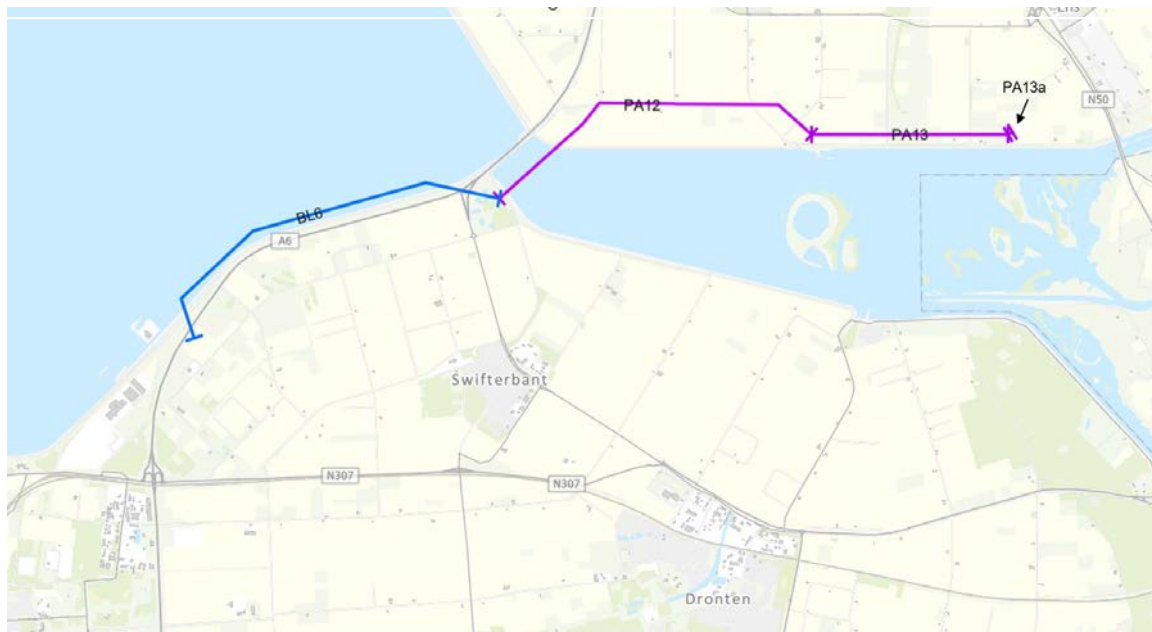 PA13a
PA12
N50
PA13
BL6
A6
Swifterbant
N307
N307
Dronten